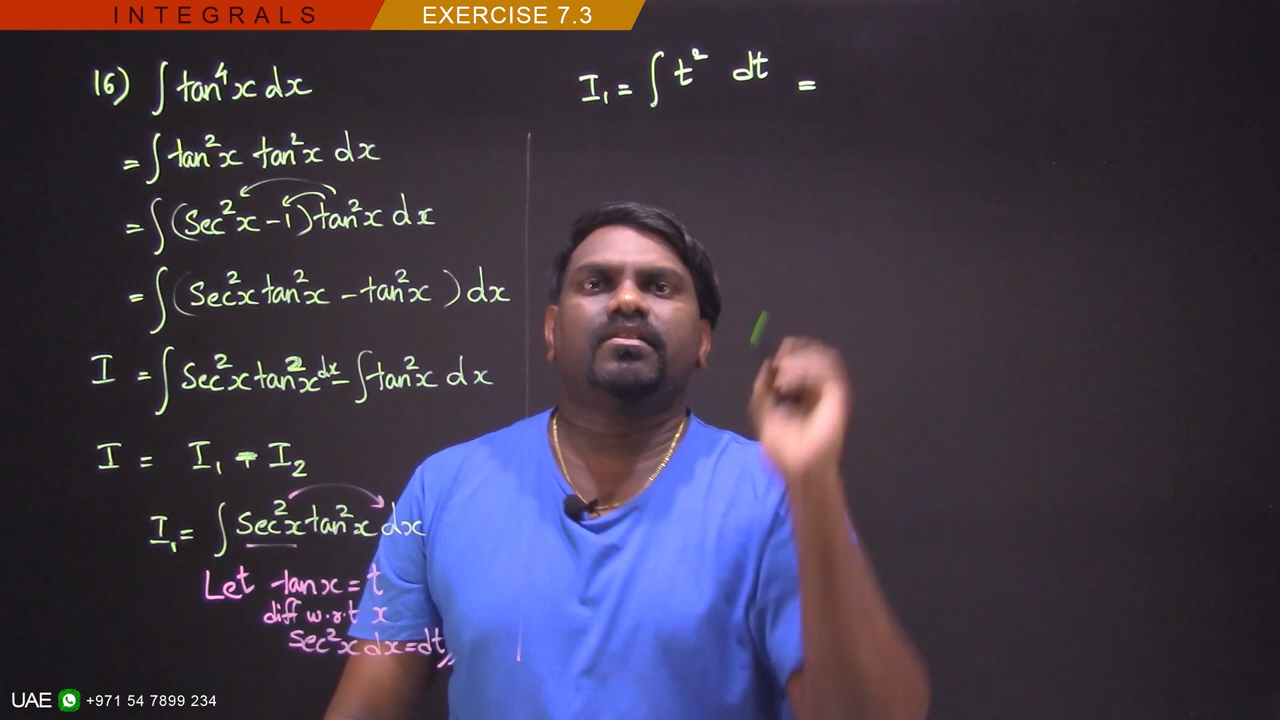 INTEGRALS
EXERCISE 7.3
16) ∫ tan⁴x dx
= ∫ tan²x tan²x dx
= ∫ (Sec²x - 1) tan²x dx
= ∫ (Sec²x tan²x - tan²x) dx
I = ∫ Sec²x tan²x dx - ∫ tan²x dx
I = I₁ - I₂
I₁ = ∫ Sec²x tan²x dx
Let tanx = t
diff w.r.t x
Sec²x dx = dt //
I₁ = ∫ t² dt =
UAE +971 54 7899 234